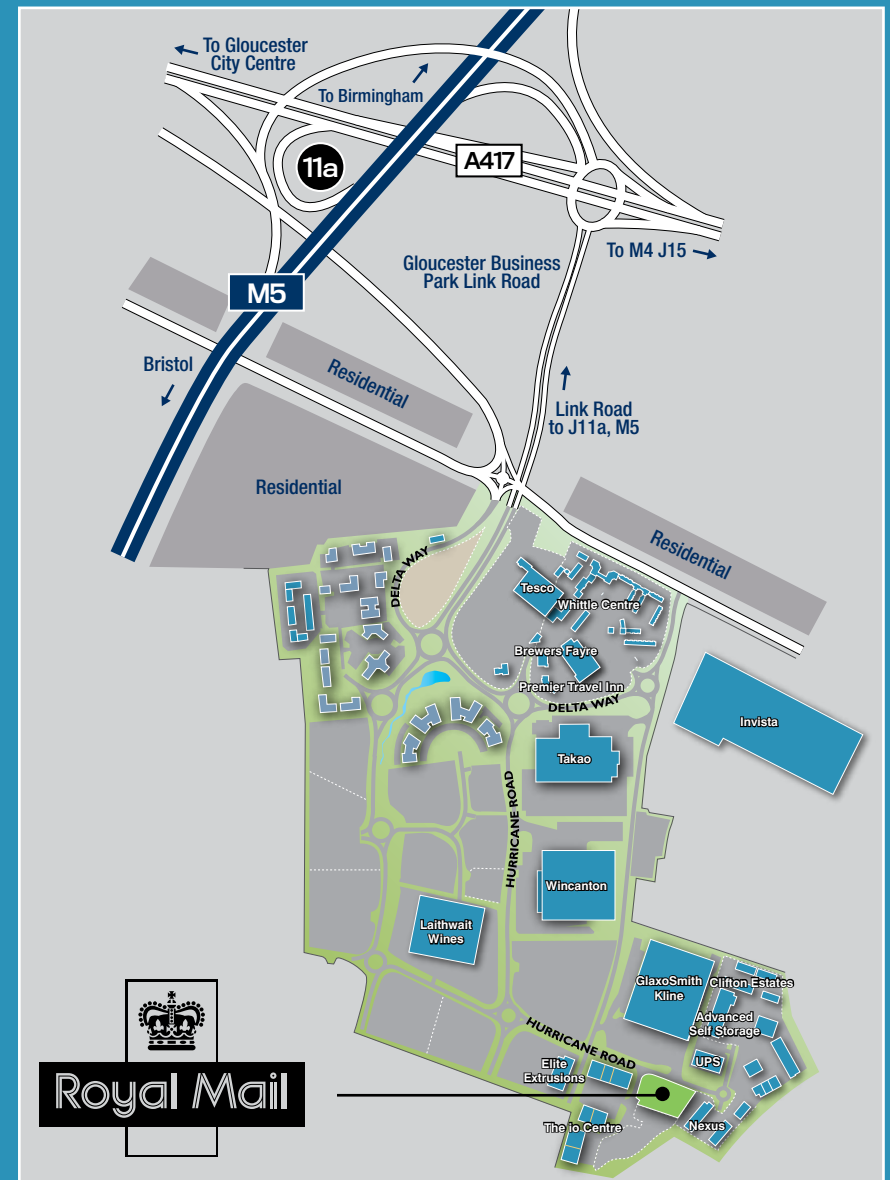 To Gloucester
City Centre
To Birmingham
11a
A417
To M4 J15
Gloucester Business
Park Link Road
M5
Bristol
Residential
Link Road
to J11a, M5
Residential
Residential
DELTA WAY
Tesco
Whittle Centre
Brewers Fayre
Premier Travel Inn
DELTA WAY
Invista
Takao
HURRICANE ROAD
Wincanton
Laithwait
Wines
GlaxoSmith
Kline
Clifton Estates
Advanced
Self Storage
HURRICANE ROAD
UPS
Elite
Extrusions
Royal Mail
The io Centre
Nexus